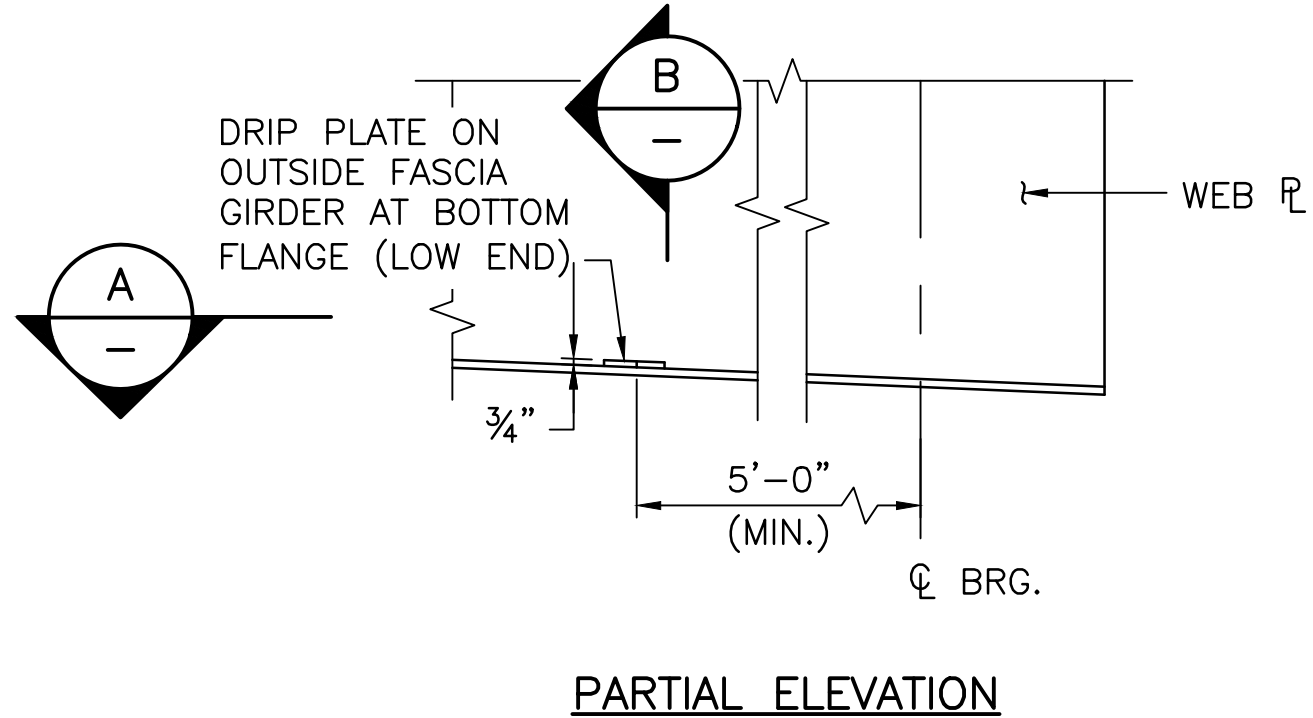 B
–
DRIP PLATE ON
OUTSIDE FASCIA
GIRDER AT BOTTOM
FLANGE (LOW END)
WEB ⅊
A
–
¾"
5'–0"
(MIN.)
℄ BRG.
PARTIAL ELEVATION